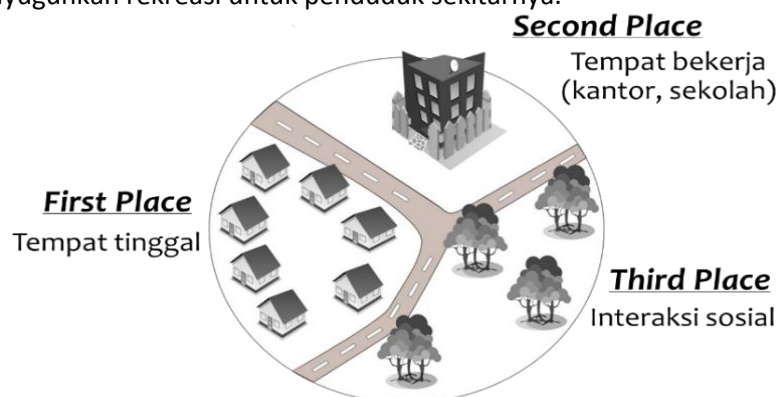 rekreasi untuk penduduk sekitarnya.
Second Place
Tempat bekerja
(kantor, sekolah)
First Place
Tempat tinggal
Third Place
Interaksi sosial